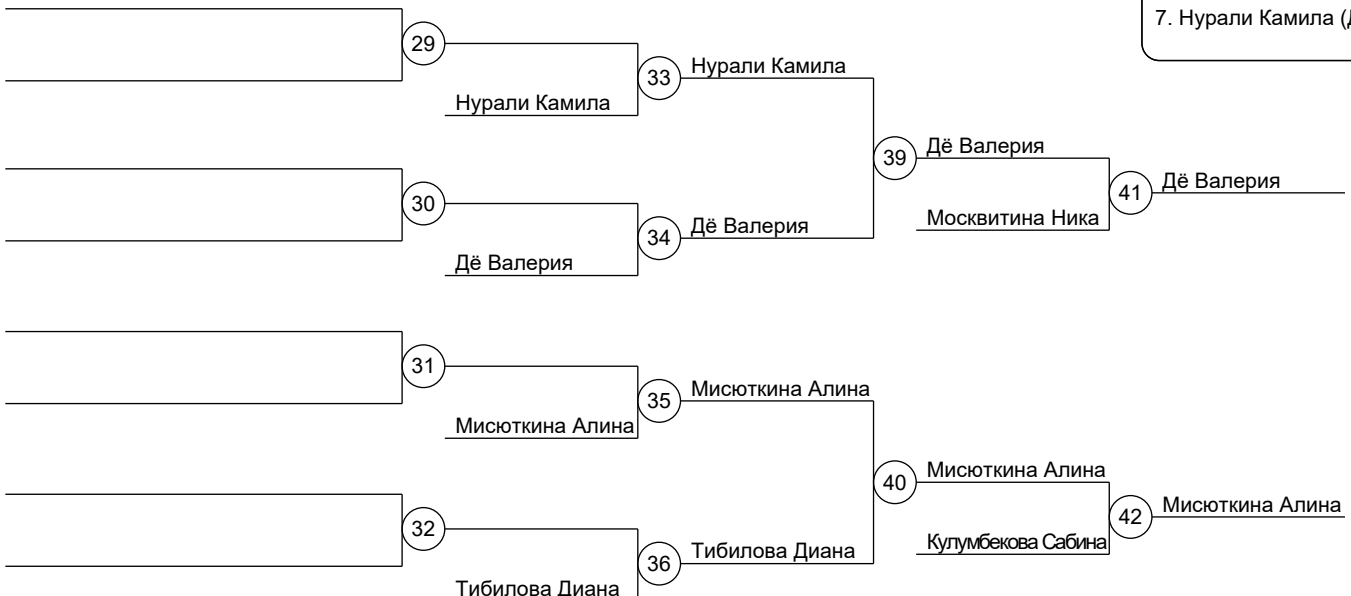 7. Нурали Камила (
29
33
Нурали Камила
Нурали Камила
39
Дё Валерия
41
Дё Валерия
30
34
Дё Валерия
Москвитина Ника
Дё Валерия
31
35
Мисюткина Алина
Мисюткина Алина
40
Мисюткина Алина
42
Мисюткина Алина
32
36
Тибилова Диана
Кулумбекова Сабина
Тибилова Диана